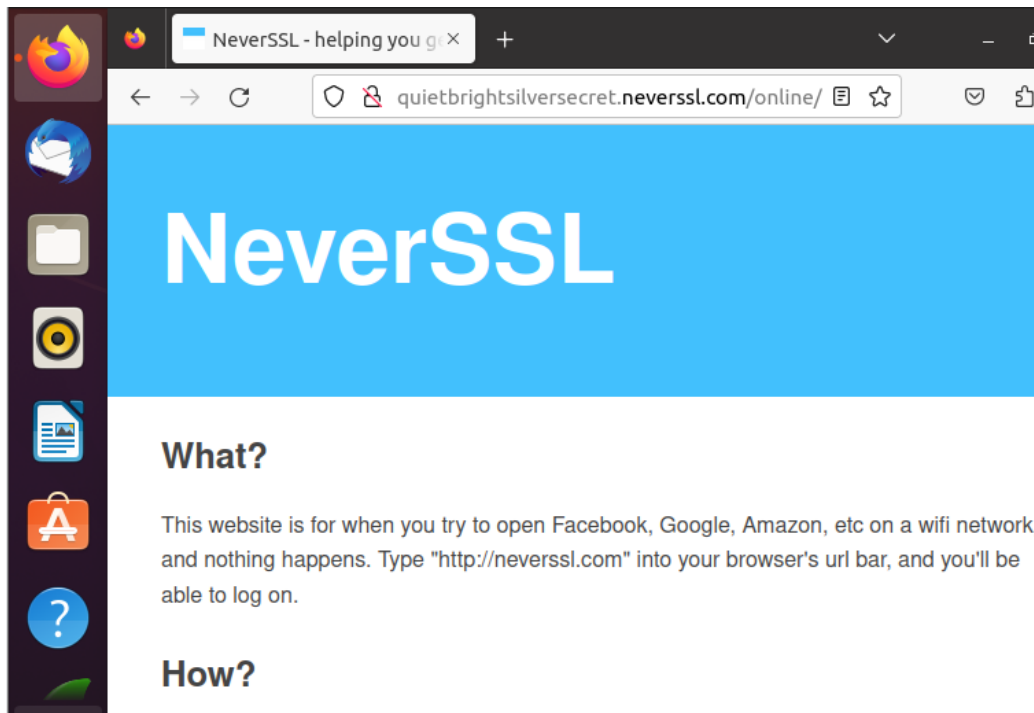 NeverSSL - helping you ge
quietbrightsilversecret.neverssl.com/online/
NeverSSL
What?
This website is for when you try to open Facebook, Google, Amazon, etc on a wifi network
and nothing happens. Type "http://neverssl.com" into your browser's url bar, and you'll be
able to log on.
How?